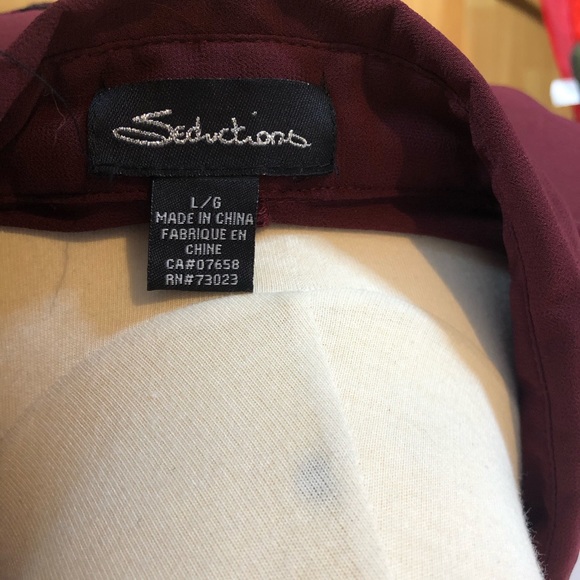 Seductions
L/G
MADE IN CHINA
FABRIQUE EN
CHINE
CA#07658
RN#73023